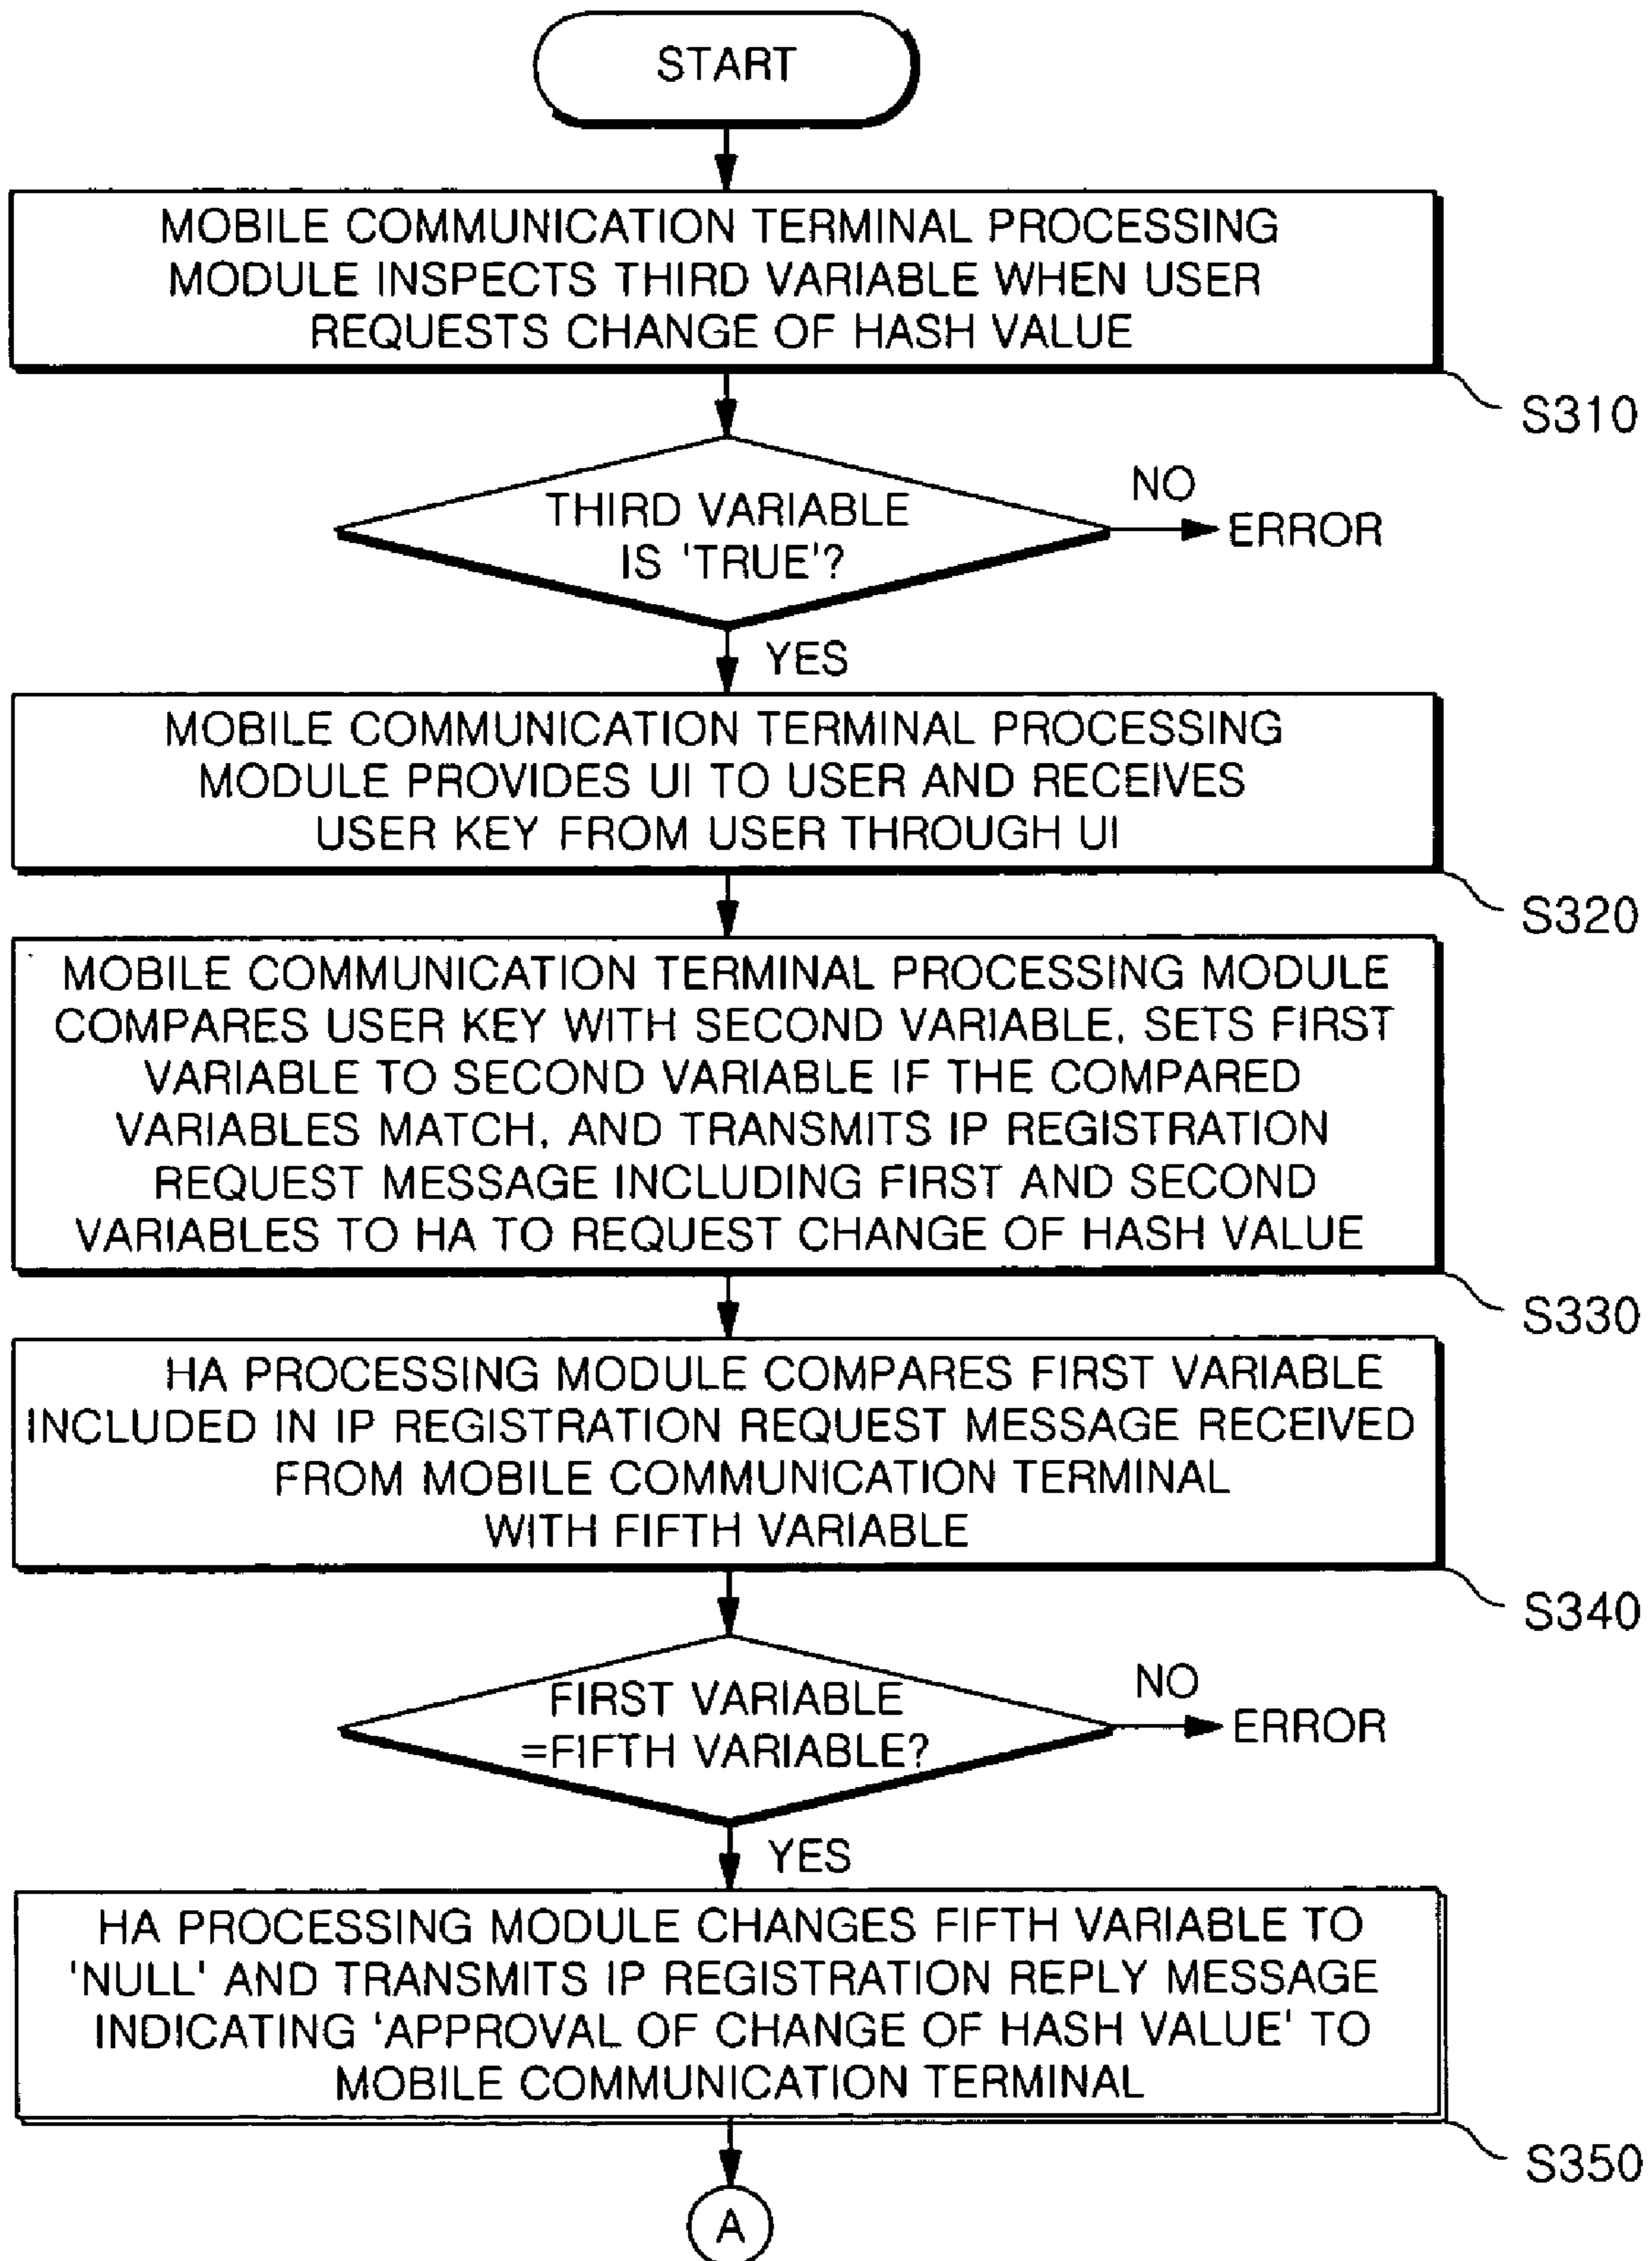 START
MOBILE COMMUNICATION TERMINAL PROCESSING
MODULE INSPECTS THIRD VARIABLE WHEN USER
REQUESTS CHANGE OF HASH VALUE
S310
THIRD VARIABLE
IS 'TRUE'?
NO
ERROR
YES
MOBILE COMMUNICATION TERMINAL PROCESSING
MODULE PROVIDES UI TO USER AND RECEIVES
USER KEY FROM USER THROUGH UI
S320
MOBILE COMMUNICATION TERMINAL PROCESSING MODULE
COMPARES USER KEY WITH SECOND VARIABLE, SETS FIRST
VARIABLE TO SECOND VARIABLE IF THE COMPARED
VARIABLES MATCH, AND TRANSMITS IP REGISTRATION
REQUEST MESSAGE INCLUDING FIRST AND SECOND
VARIABLES TO HA TO REQUEST CHANGE OF HASH VALUE
S330
HA PROCESSING MODULE COMPARES FIRST VARIABLE
INCLUDED IN IP REGISTRATION REQUEST MESSAGE RECEIVED
FROM MOBILE COMMUNICATION TERMINAL
WITH FIFTH VARIABLE
S340
FIRST VARIABLE
=FIFTH VARIABLE?
NO
ERROR
YES
HA PROCESSING MODULE CHANGES FIFTH VARIABLE TO
'NULL' AND TRANSMITS IP REGISTRATION REPLY MESSAGE
INDICATING 'APPROVAL OF CHANGE OF HASH VALUE' TO
MOBILE COMMUNICATION TERMINAL
S350
A